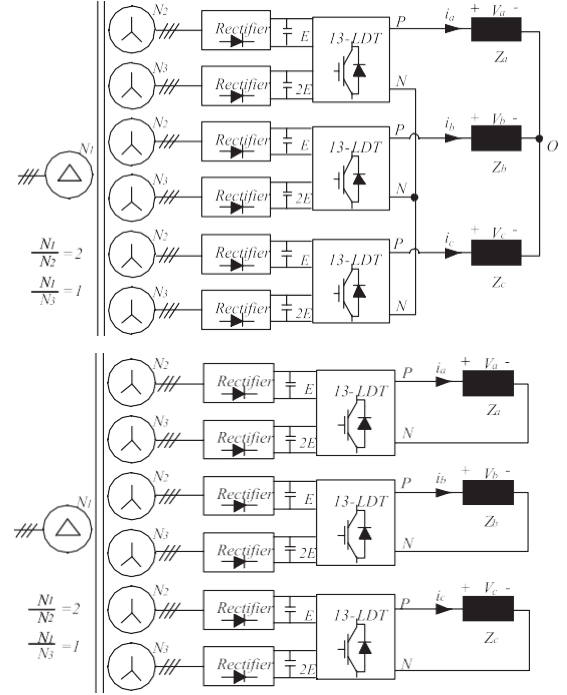 N2
Rectifier
E
13-LDT
P
ia
+ Va -
Za
N3
Rectifier
2E
N
N2
Rectifier
E
13-LDT
P
ib
+ Vb -
Zb
O
N1
N3
Rectifier
2E
N
N1/N2 = 2
N1/N3 = 1
N2
Rectifier
E
13-LDT
P
ic
+ Vc -
Zc
N3
Rectifier
2E
N
N2
Rectifier
E
13-LDT
P
ia
+ Va -
Za
N3
Rectifier
2E
N
N2
Rectifier
E
13-LDT
P
ib
+ Vb -
Zb
N1
N3
Rectifier
2E
N
N1/N2 = 2
N1/N3 = 1
N2
Rectifier
E
13-LDT
P
ic
+ Vc -
Zc
N3
Rectifier
2E
N